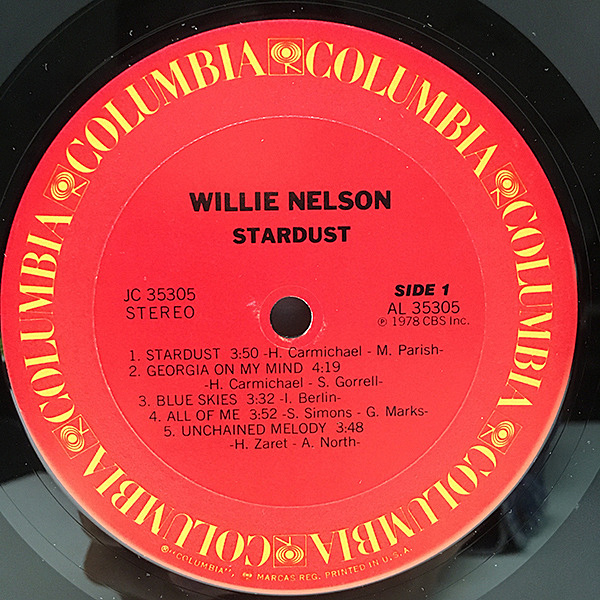 COLUMBIA COLUMBIA COLUMBIA COLUMBIA COLUMBIA COLUMBIA
WILLIE NELSON
STARDUST
JC 35305
STEREO
SIDE 1
AL 35305
℗ 1978 CBS Inc.
1. STARDUST 3:50 -H. Carmichael - M. Parish-
2. GEORGIA ON MY MIND 4:19
-H. Carmichael - S. Gorrell-
3. BLUE SKIES 3:32 -I. Berlin-
4. ALL OF ME 3:52 -S. Simons - G. Marks-
5. UNCHAINED MELODY 3:48
-H. Zaret - A. North-
® "COLUMBIA", MARCAS REG. PRINTED IN U.S.A.